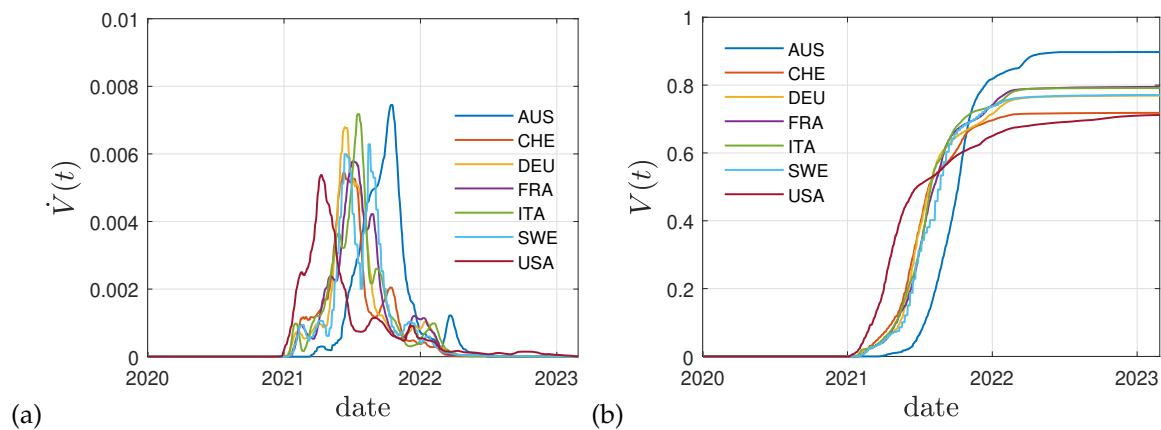 0.01
0.008
0.006
0.004
0.002
0
V̇(t)
AUS
CHE
DEU
FRA
ITA
SWE
USA
2020 2021 2022 2023
date
(a)
1
0.8
0.6
0.4
0.2
0
V(t)
AUS
CHE
DEU
FRA
ITA
SWE
USA
2020 2021 2022 2023
date
(b)